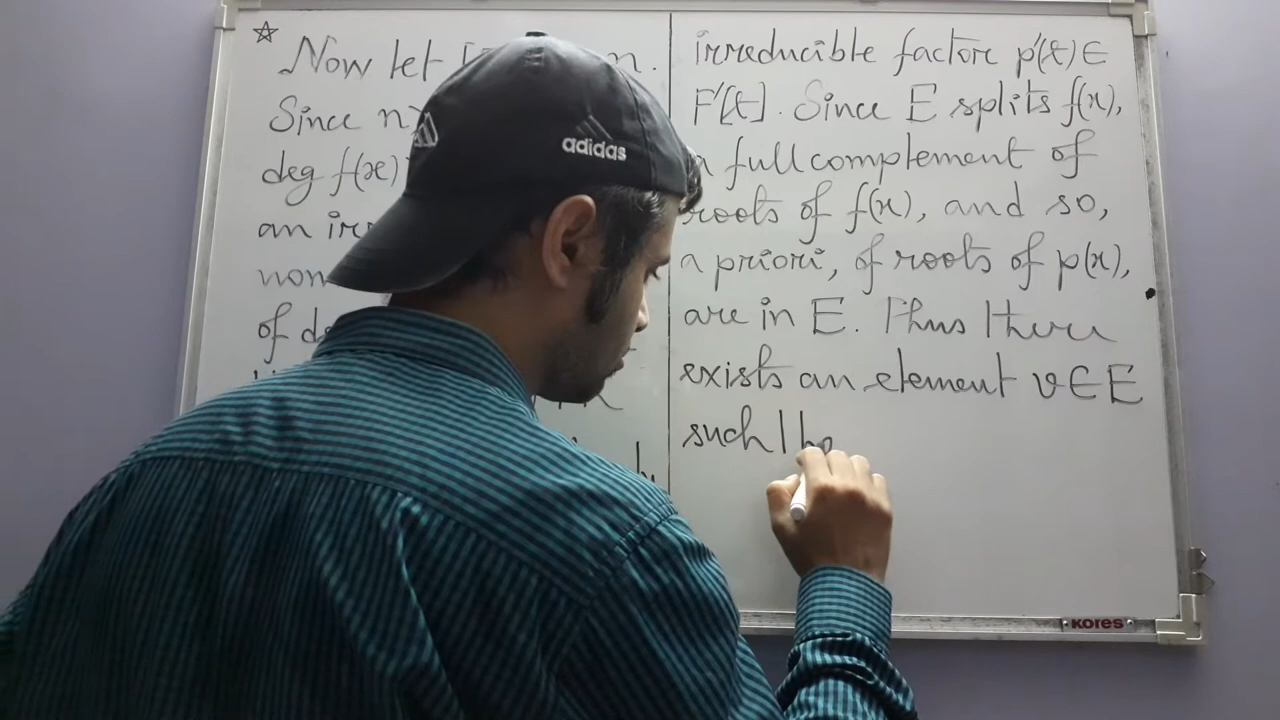 Now let
Since n
deg f(x)
an irr
non
of de
irreducible factor p'(t) ∈
F'[t]. Since E splits f(x),
a full complement of
roots of f(x), and so,
a priori, of roots of p(x),
are in E. Thus there
exists an element v ∈ E
such tha
adidas
KORES